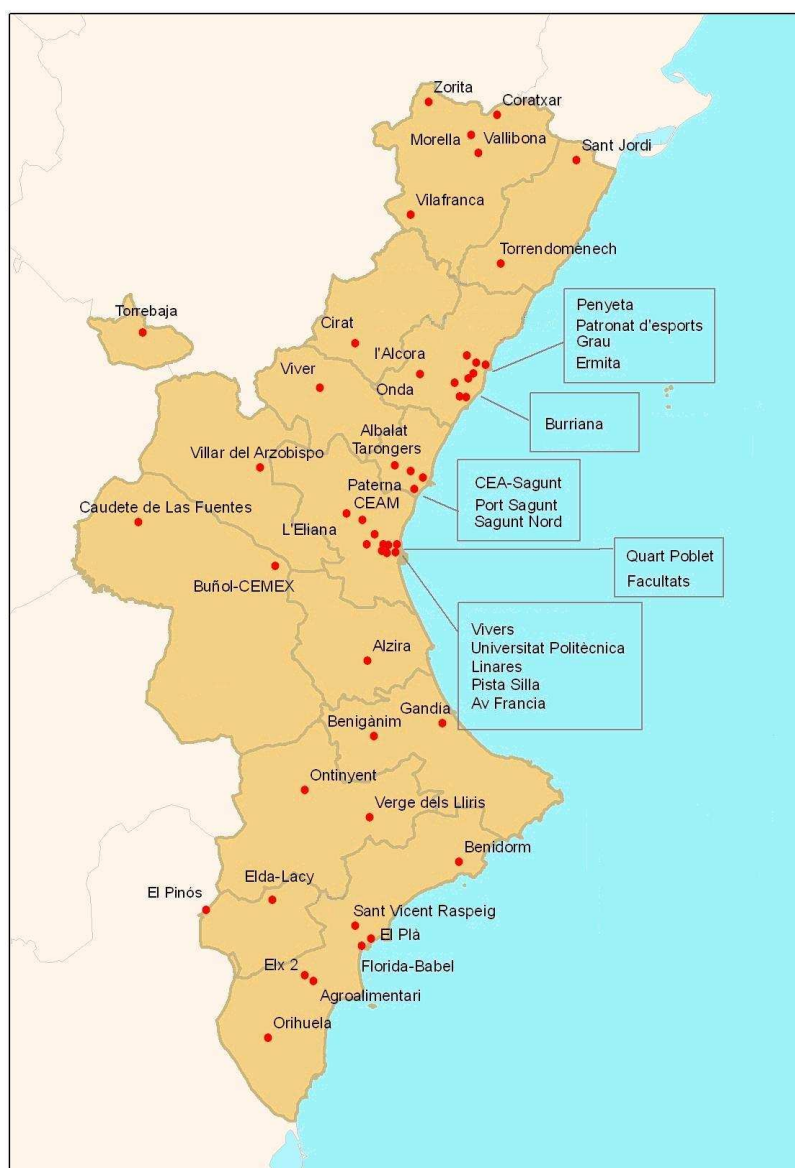 Zorita
Coratxar
Morella
Vallibona
Sant Jordi
Vilafranca
Torrendomenech
Torrebaja
Cirat
l'Alcora
Viver
Onda
Penyeta
Patronat d'esports
Grau
Ermita
Burriana
Albalat
Tarongers
Villar del Arzobispo
Paterna
CEAM
CEA-Sagunt
Port Sagunt
Sagunt Nord
Caudete de Las Fuentes
L'Eliana
Quart Poblet
Facultats
Buñol-CEMEX
Vivers
Universitat Politècnica
Linares
Pista Silla
Av Francia
Alzira
Gandia
Benigànim
Ontinyent
Verge dels Lliris
Benidorm
Elda-Lacy
El Pinós
Sant Vicent Raspeig
El Plà
Florida-Babel
Elx 2
Agroalimentari
Orihuela